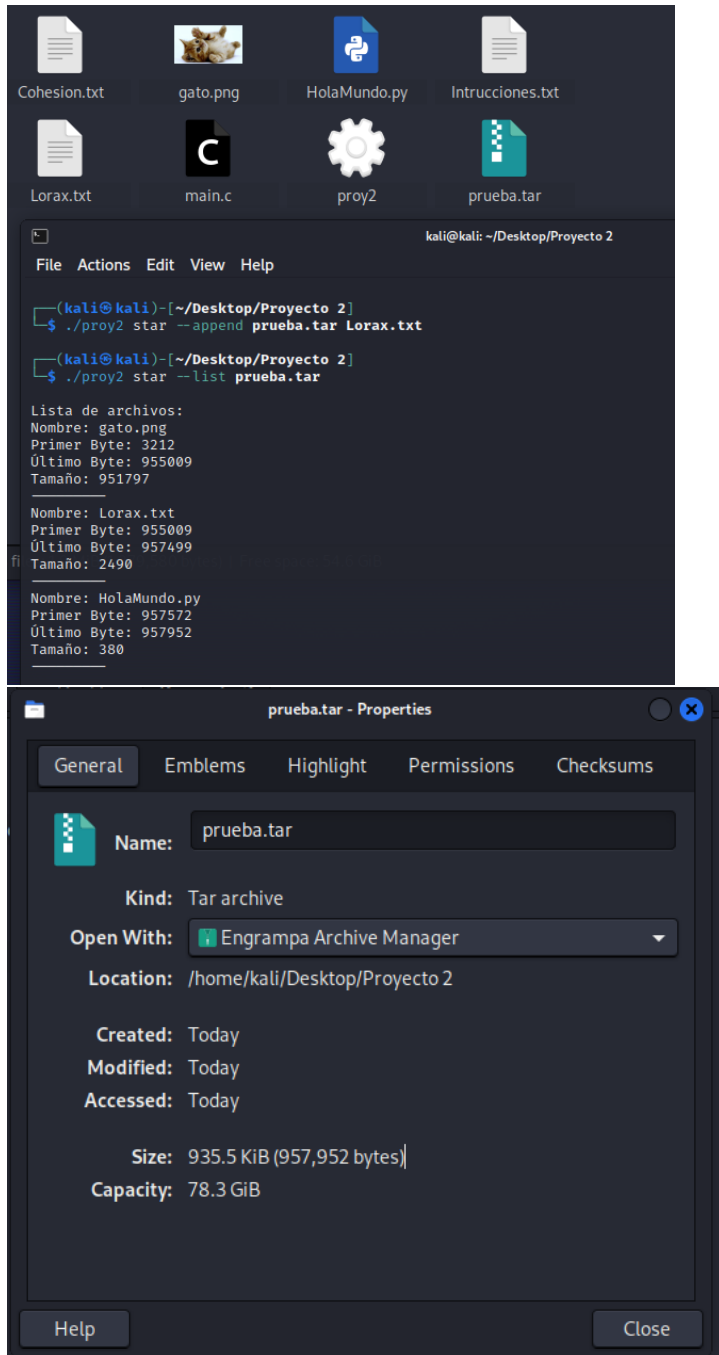 Cohesion.txt gato.png HolaMundo.py Intrucciones.txt
Lorax.txt main.c proy2 prueba.tar
kali@kali: ~/Desktop/Proyecto 2
File Actions Edit View Help
(kali㉿kali)-[~/Desktop/Proyecto 2]
$ ./proy2 star --append prueba.tar Lorax.txt
(kali㉿kali)-[~/Desktop/Proyecto 2]
$ ./proy2 star --list prueba.tar
Lista de archivos:
Nombre: gato.png
Primer Byte: 3212
Último Byte: 955009
Tamaño: 951797
Nombre: Lorax.txt
Primer Byte: 955009
Último Byte: 957499
Tamaño: 2490
Nombre: HolaMundo.py
Primer Byte: 957572
Último Byte: 957952
Tamaño: 380
prueba.tar - Properties
General Emblems Highlight Permissions Checksums
Name: prueba.tar
Kind: Tar archive
Open With: Engrampa Archive Manager
Location: /home/kali/Desktop/Proyecto 2
Created: Today
Modified: Today
Accessed: Today
Size: 935.5 KiB (957,952 bytes)
Capacity: 78.3 GiB
Help Close